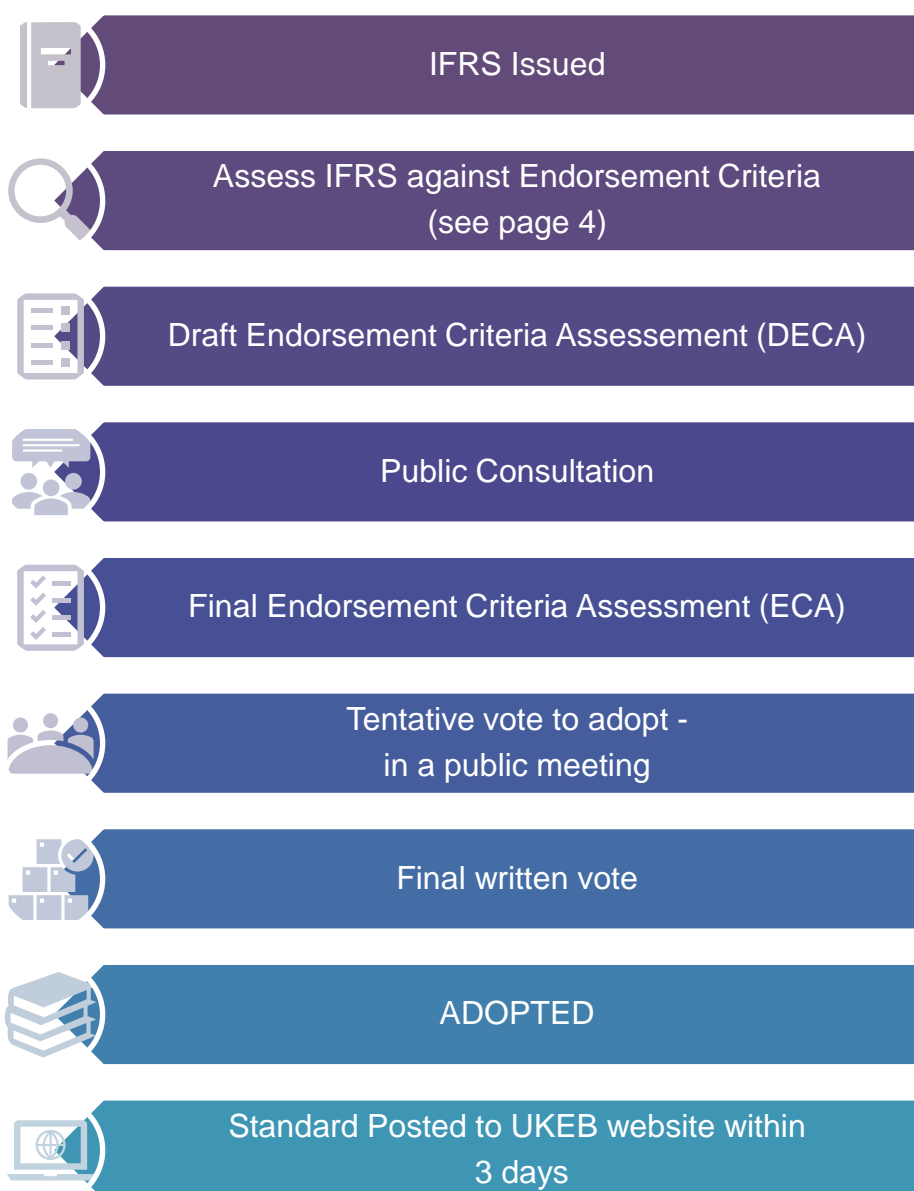 IFRS Issued
Assess IFRS against Endorsement Criteria
(see page 4)
Draft Endorsement Criteria Assessement (DECA)
Public Consultation
Final Endorsement Criteria Assessment (ECA)
Tentative vote to adopt -
in a public meeting
Final written vote
ADOPTED
Standard Posted to UKEB website within
3 days